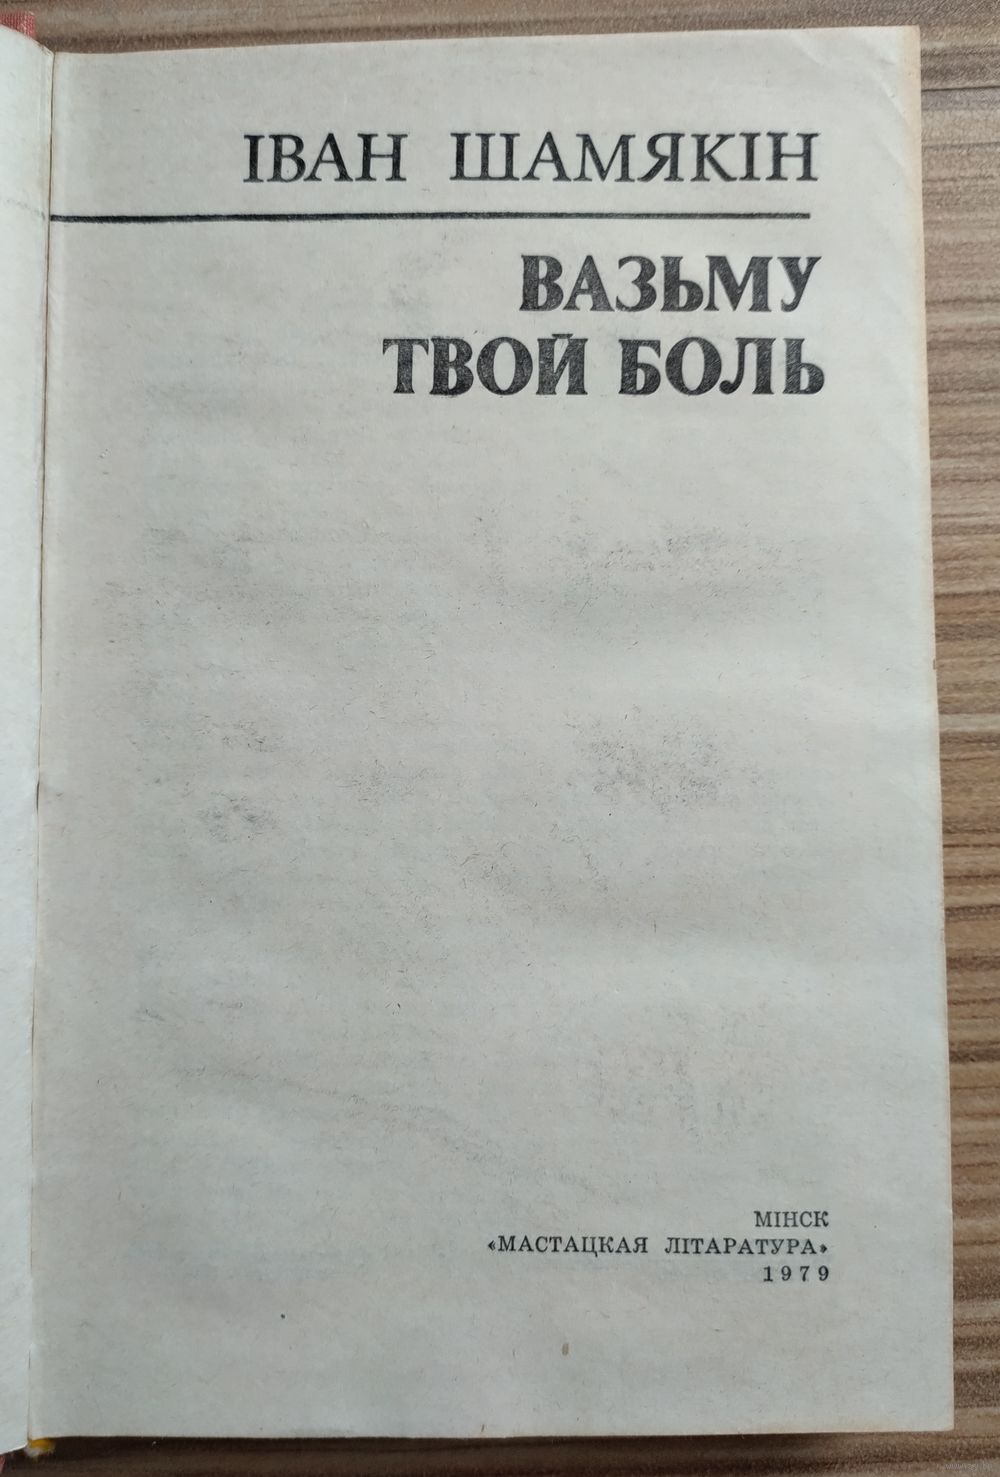 ІВАН ШАМЯКІН
ВАЗЬМУ
ТВОЙ БОЛЬ
МІНСК
«МАСТАЦКАЯ ЛІТАРАТУРА»
1979